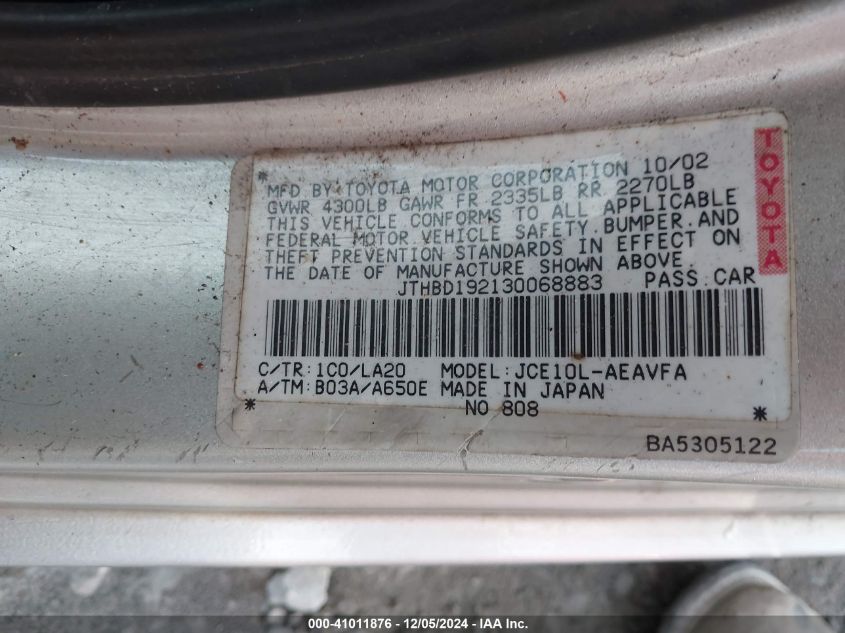 MFD BY:TOYOTA MOTOR CORPORATION 10/02
GVWR 4300LB GAWR FR 2335LB RR 2270LB
THIS VEHICLE CONFORMS TO ALL APPLICABLE
FEDERAL MOTOR VEHICLE SAFETY,BUMPER,AND
THEFT PREVENTION STANDARDS IN EFFECT ON
THE DATE OF MANUFACTURE SHOWN ABOVE.
JTHBD192130068883 PASS.CAR
TOYOTA
C/TR:1C0/LA20 MODEL:JCE10L-AEAVFA
A/TM:B03A/A650E MADE IN JAPAN
NO 808
BA5305122
000-41011876 - 12/05/2024 - IAAI Inc.